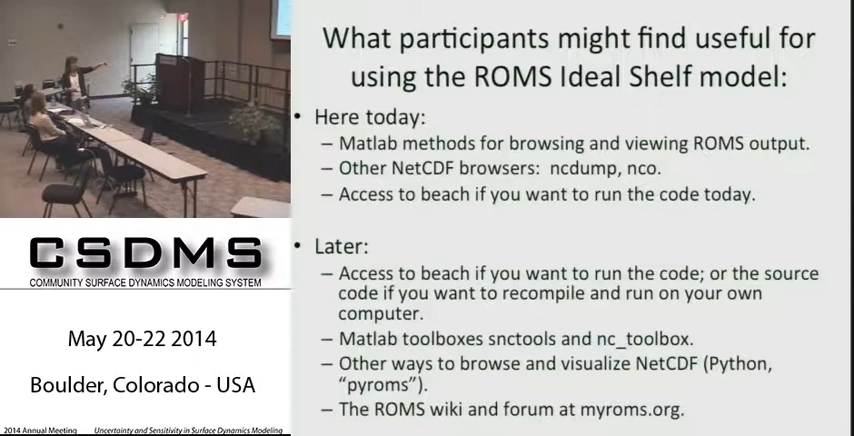 What participants might find useful for
using the ROMS Ideal Shelf model:
• Here today:
– Matlab methods for browsing and viewing ROMS output.
– Other NetCDF browsers: ncdump, nco.
– Access to beach if you want to run the code today.
• Later:
– Access to beach if you want to run the code; or the source
code if you want to recompile and run on your own
computer.
– Matlab toolboxes snctools and nc_toolbox.
– Other ways to browse and visualize NetCDF (Python,
“pyroms”).
– The ROMS wiki and forum at myroms.org.
CSDMS
COMMUNITY SURFACE DYNAMICS MODELING SYSTEM
May 20-22 2014
Boulder, Colorado - USA
2014 Annual Meeting Uncertainty and Sensitivity in Surface Dynamics Modeling